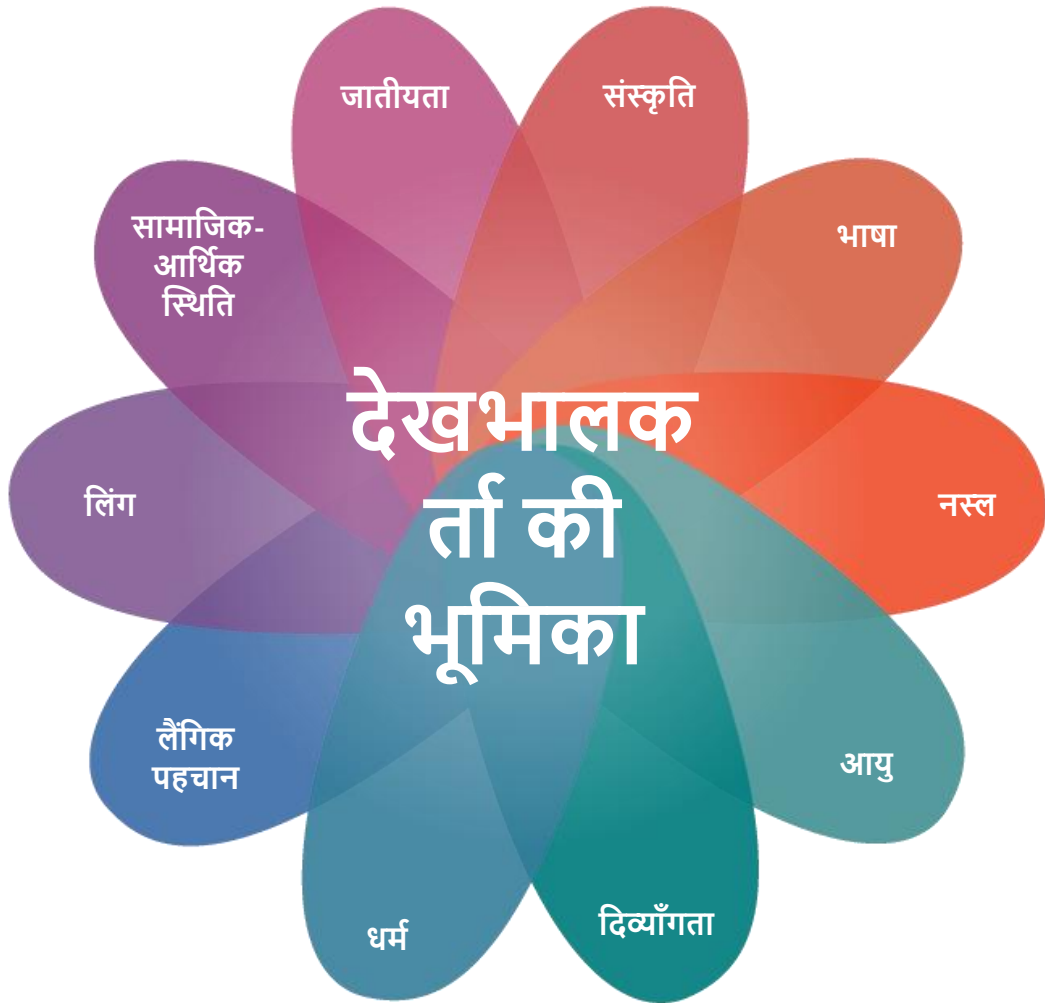 जातीयता
संस्कृति
सामाजिक-
आर्थिक
स्थिति
भाषा
देखभालक
र्ता की
भूमिका
लिंग
नस्ल
लैंगिक
पहचान
आयु
धर्म
दिव्याँगता